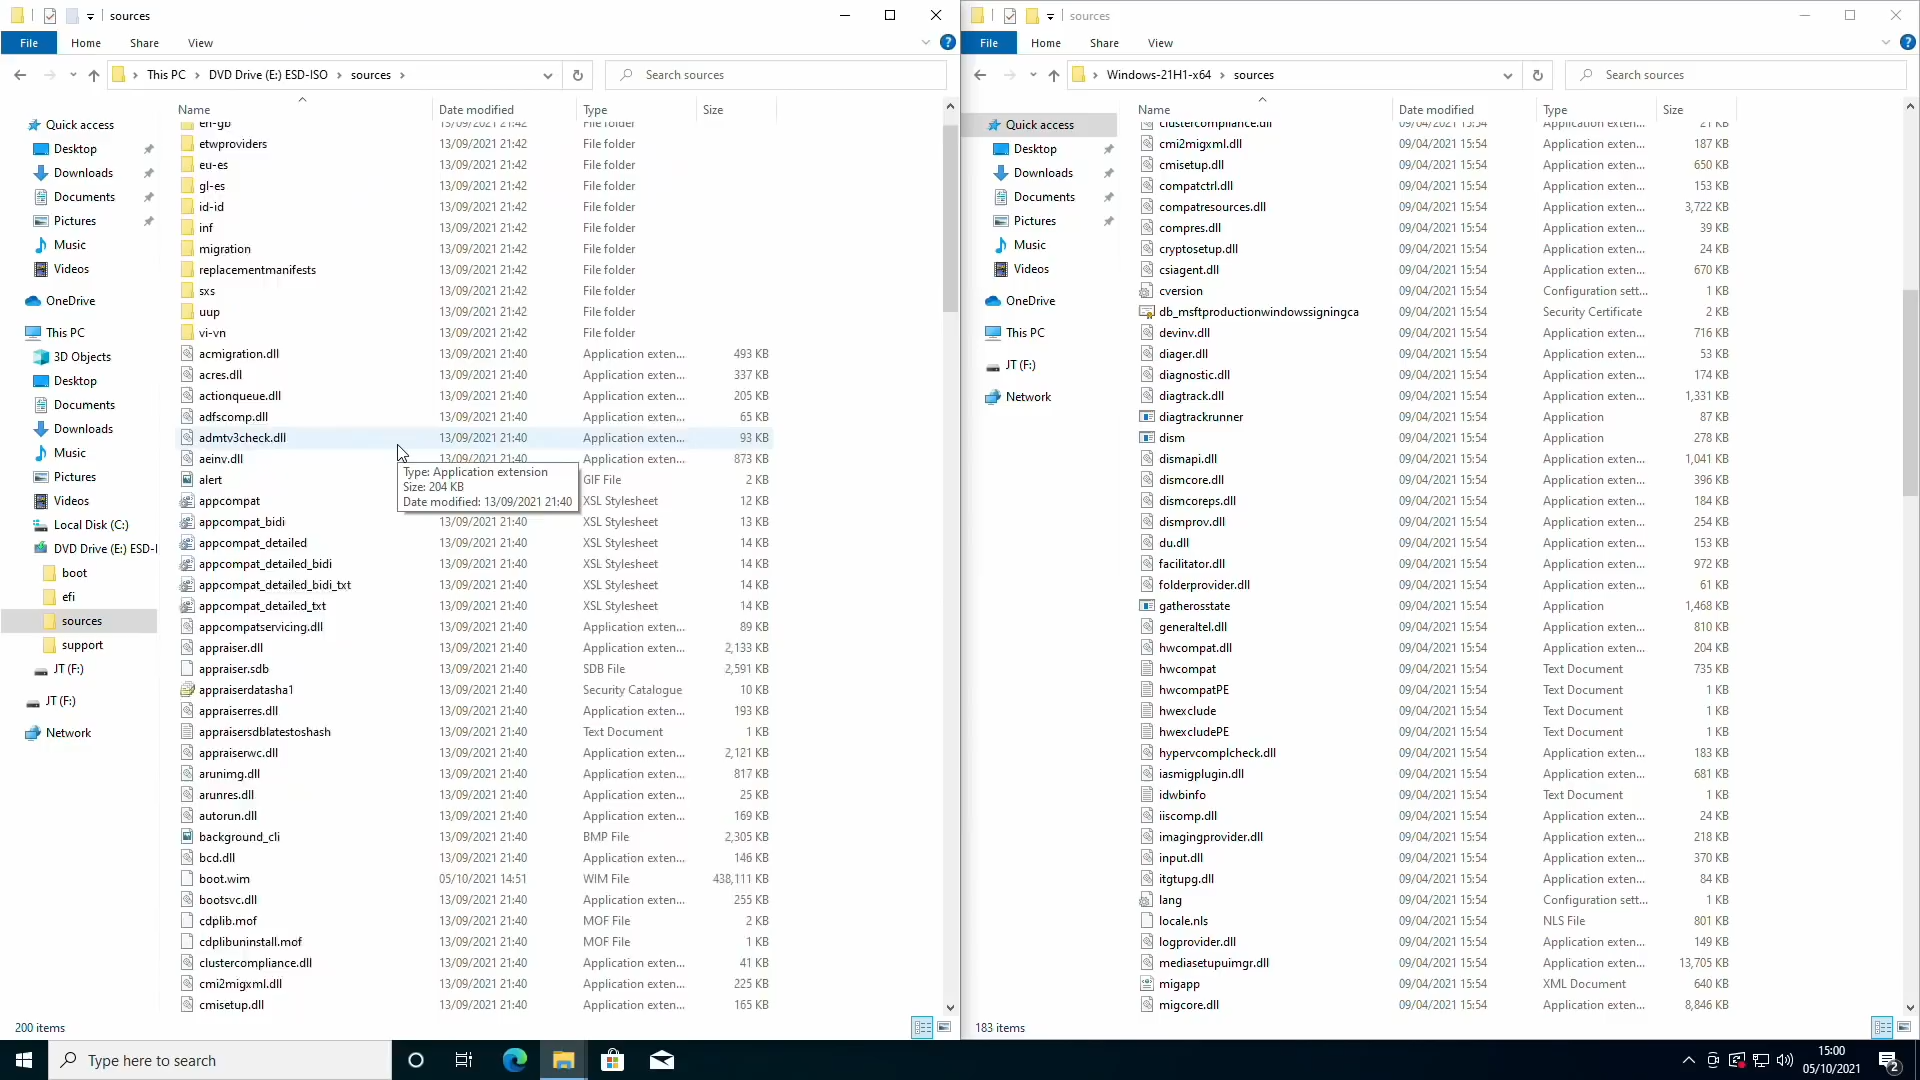 sources
File Home Share View
This PC > DVD Drive (E:) ESD-ISO > sources >
Search sources
Quick access
Desktop
Downloads
Documents
Pictures
Music
Videos
OneDrive
This PC
3D Objects
Desktop
Documents
Downloads
Music
Pictures
Videos
Local Disk (C:)
DVD Drive (E:) ESD-I
boot
efi
sources
support
JT (F:)
JT (F:)
Network
Name Date modified Type Size
en-gb 13/09/2021 21:42 File folder
etwproviders 13/09/2021 21:42 File folder
eu-es 13/09/2021 21:42 File folder
gl-es 13/09/2021 21:42 File folder
id-id 13/09/2021 21:42 File folder
inf 13/09/2021 21:42 File folder
migration 13/09/2021 21:42 File folder
replacementmanifests 13/09/2021 21:42 File folder
sxs 13/09/2021 21:42 File folder
uup 13/09/2021 21:42 File folder
vi-vn 13/09/2021 21:42 File folder
acmigration.dll 13/09/2021 21:40 Application exten... 493 KB
acres.dll 13/09/2021 21:40 Application exten... 337 KB
actionqueue.dll 13/09/2021 21:40 Application exten... 205 KB
adfscomp.dll 13/09/2021 21:40 Application exten... 65 KB
admtv3check.dll 13/09/2021 21:40 Application exten... 93 KB
aeinv.dll 13/09/2021 21:40 Application exten... 873 KB
alert GIF File 2 KB
appcompat XSL Stylesheet 12 KB
Type: Application extension
Size: 204 KB
Date modified: 13/09/2021 21:40
appcompat_bidi 13/09/2021 21:40 XSL Stylesheet 13 KB
appcompat_detailed 13/09/2021 21:40 XSL Stylesheet 14 KB
appcompat_detailed_bidi 13/09/2021 21:40 XSL Stylesheet 14 KB
appcompat_detailed_bidi_txt 13/09/2021 21:40 XSL Stylesheet 14 KB
appcompat_detailed_txt 13/09/2021 21:40 XSL Stylesheet 14 KB
appcompatservicing.dll 13/09/2021 21:40 Application exten... 89 KB
appraiser.dll 13/09/2021 21:40 Application exten... 2,133 KB
appraiser.sdb 13/09/2021 21:40 SDB File 2,591 KB
appraiserdatasha1 13/09/2021 21:40 Security Catalogue 10 KB
appraiserres.dll 13/09/2021 21:40 Application exten... 193 KB
appraisersdblatestoshash 13/09/2021 21:40 Text Document 1 KB
appraiserwc.dll 13/09/2021 21:40 Application exten... 2,121 KB
arunimg.dll 13/09/2021 21:40 Application exten... 817 KB
arunres.dll 13/09/2021 21:40 Application exten... 25 KB
autorun.dll 13/09/2021 21:40 Application exten... 169 KB
background_cli 13/09/2021 21:40 BMP File 2,305 KB
bcd.dll 13/09/2021 21:40 Application exten... 146 KB
boot.wim 05/10/2021 14:51 WIM File 438,111 KB
bootsvc.dll 13/09/2021 21:40 Application exten... 255 KB
cdplib.mof 13/09/2021 21:40 MOF File 2 KB
cdplibuninstall.mof 13/09/2021 21:40 MOF File 1 KB
clustercompliance.dll 13/09/2021 21:40 Application exten... 41 KB
cmi2migxml.dll 13/09/2021 21:40 Application exten... 225 KB
cmisetup.dll 13/09/2021 21:40 Application exten... 165 KB
200 items
sources
File Home Share View
> Windows-21H1-x64 > sources
Search sources
Quick access
Desktop
Downloads
Documents
Pictures
Music
Videos
OneDrive
This PC
JT (F:)
Network
Name Date modified Type Size
clustercompliance.dll 09/04/2021 15:54 Application exten... 21 KB
cmi2migxml.dll 09/04/2021 15:54 Application exten... 187 KB
cmisetup.dll 09/04/2021 15:54 Application exten... 650 KB
compatctrl.dll 09/04/2021 15:54 Application exten... 153 KB
compatresources.dll 09/04/2021 15:54 Application exten... 3,722 KB
compres.dll 09/04/2021 15:54 Application exten... 39 KB
cryptosetup.dll 09/04/2021 15:54 Application exten... 24 KB
csiagent.dll 09/04/2021 15:54 Application exten... 670 KB
cversion 09/04/2021 15:54 Configuration sett... 1 KB
db_msftproductionwindowssigningca 09/04/2021 15:54 Security Certificate 2 KB
devinv.dll 09/04/2021 15:54 Application exten... 716 KB
diager.dll 09/04/2021 15:54 Application exten... 53 KB
diagnostic.dll 09/04/2021 15:54 Application exten... 174 KB
diagtrack.dll 09/04/2021 15:54 Application exten... 1,331 KB
diagtrackrunner 09/04/2021 15:54 Application 87 KB
dism 09/04/2021 15:54 Application 278 KB
dismapi.dll 09/04/2021 15:54 Application exten... 1,041 KB
dismcore.dll 09/04/2021 15:54 Application exten... 396 KB
dismcoreps.dll 09/04/2021 15:54 Application exten... 184 KB
dismprov.dll 09/04/2021 15:54 Application exten... 254 KB
du.dll 09/04/2021 15:54 Application exten... 153 KB
facilitator.dll 09/04/2021 15:54 Application exten... 972 KB
folderprovider.dll 09/04/2021 15:54 Application exten... 61 KB
gatherosstate 09/04/2021 15:54 Application 1,468 KB
generaltel.dll 09/04/2021 15:54 Application exten... 810 KB
hwcompat.dll 09/04/2021 15:54 Application exten... 204 KB
hwcompat 09/04/2021 15:54 Text Document 735 KB
hwcompatPE 09/04/2021 15:54 Text Document 1 KB
hwexclude 09/04/2021 15:54 Text Document 1 KB
hwexcludePE 09/04/2021 15:54 Text Document 1 KB
hypervcomplcheck.dll 09/04/2021 15:54 Application exten... 183 KB
iasmigplugin.dll 09/04/2021 15:54 Application exten... 681 KB
idwbinfo 09/04/2021 15:54 Text Document 1 KB
iiscomp.dll 09/04/2021 15:54 Application exten... 24 KB
imagingprovider.dll 09/04/2021 15:54 Application exten... 218 KB
input.dll 09/04/2021 15:54 Application exten... 370 KB
itgtupg.dll 09/04/2021 15:54 Application exten... 84 KB
lang 09/04/2021 15:54 Configuration sett... 1 KB
locale.nls 09/04/2021 15:54 NLS File 801 KB
logprovider.dll 09/04/2021 15:54 Application exten... 149 KB
mediasetupuimgr.dll 09/04/2021 15:54 Application exten... 13,705 KB
migapp 09/04/2021 15:54 XML Document 640 KB
migcore.dll 09/04/2021 15:54 Application exten... 8,846 KB
183 items
Type here to search
15:00
05/10/2021
2